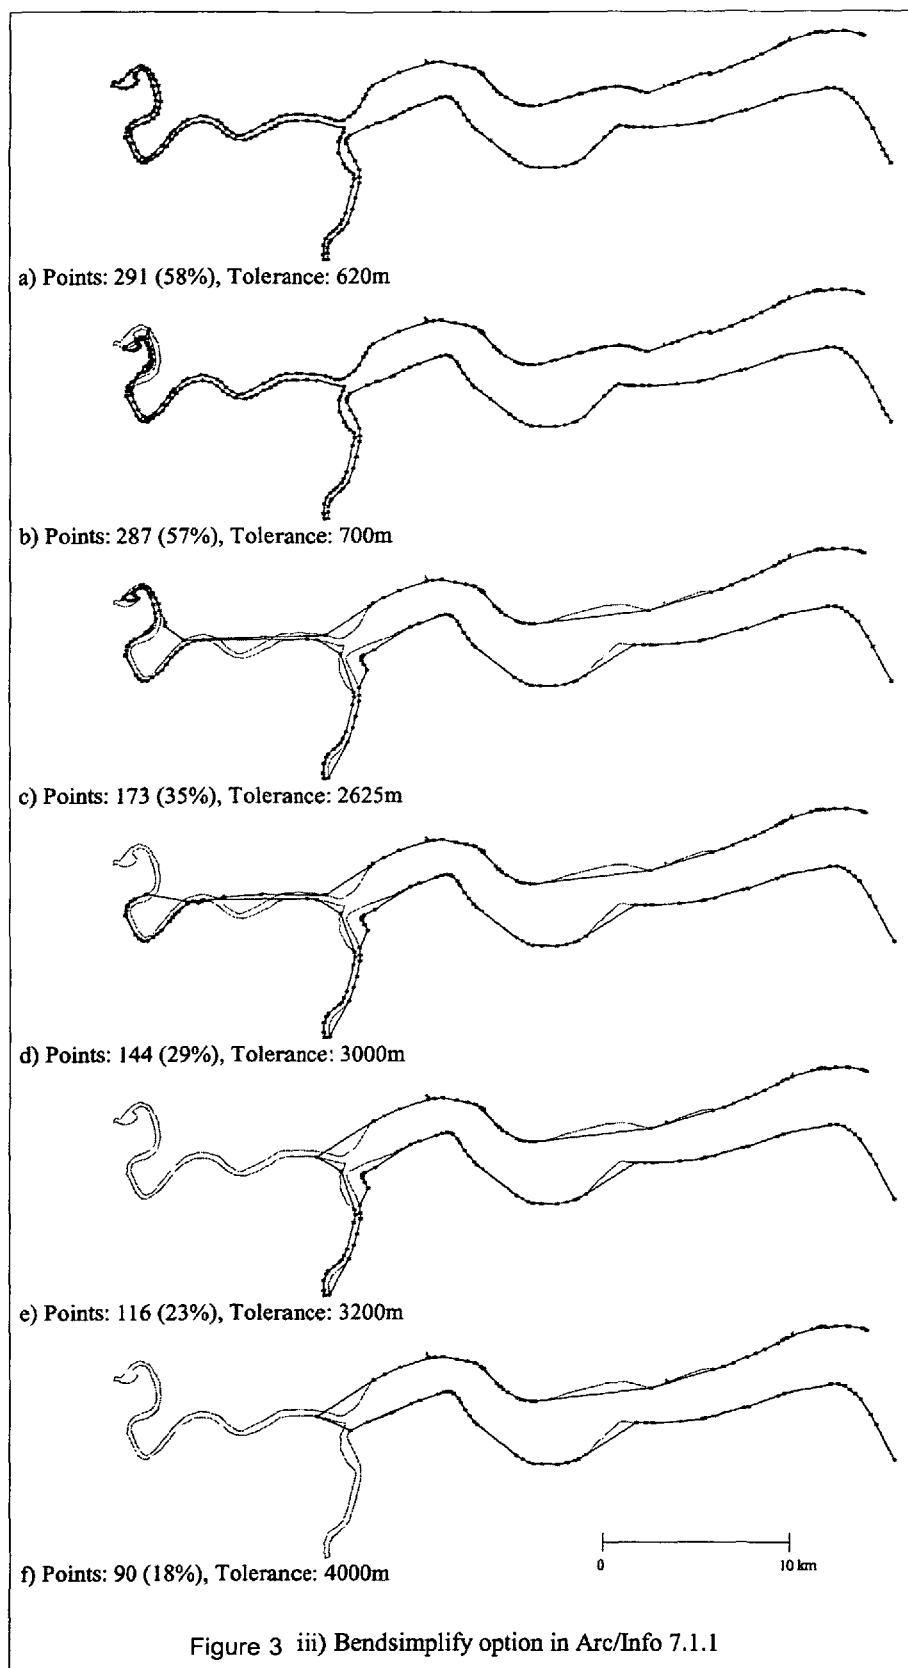 a) Points: 291 (58%), Tolerance: 620m
b) Points: 287 (57%), Tolerance: 700m
c) Points: 173 (35%), Tolerance: 2625m
d) Points: 144 (29%), Tolerance: 3000m
e) Points: 116 (23%), Tolerance: 3200m
0 10 km
f) Points: 90 (18%), Tolerance: 4000m
Figure 3 iii) Bendsimplify option in Arc/Info 7.1.1